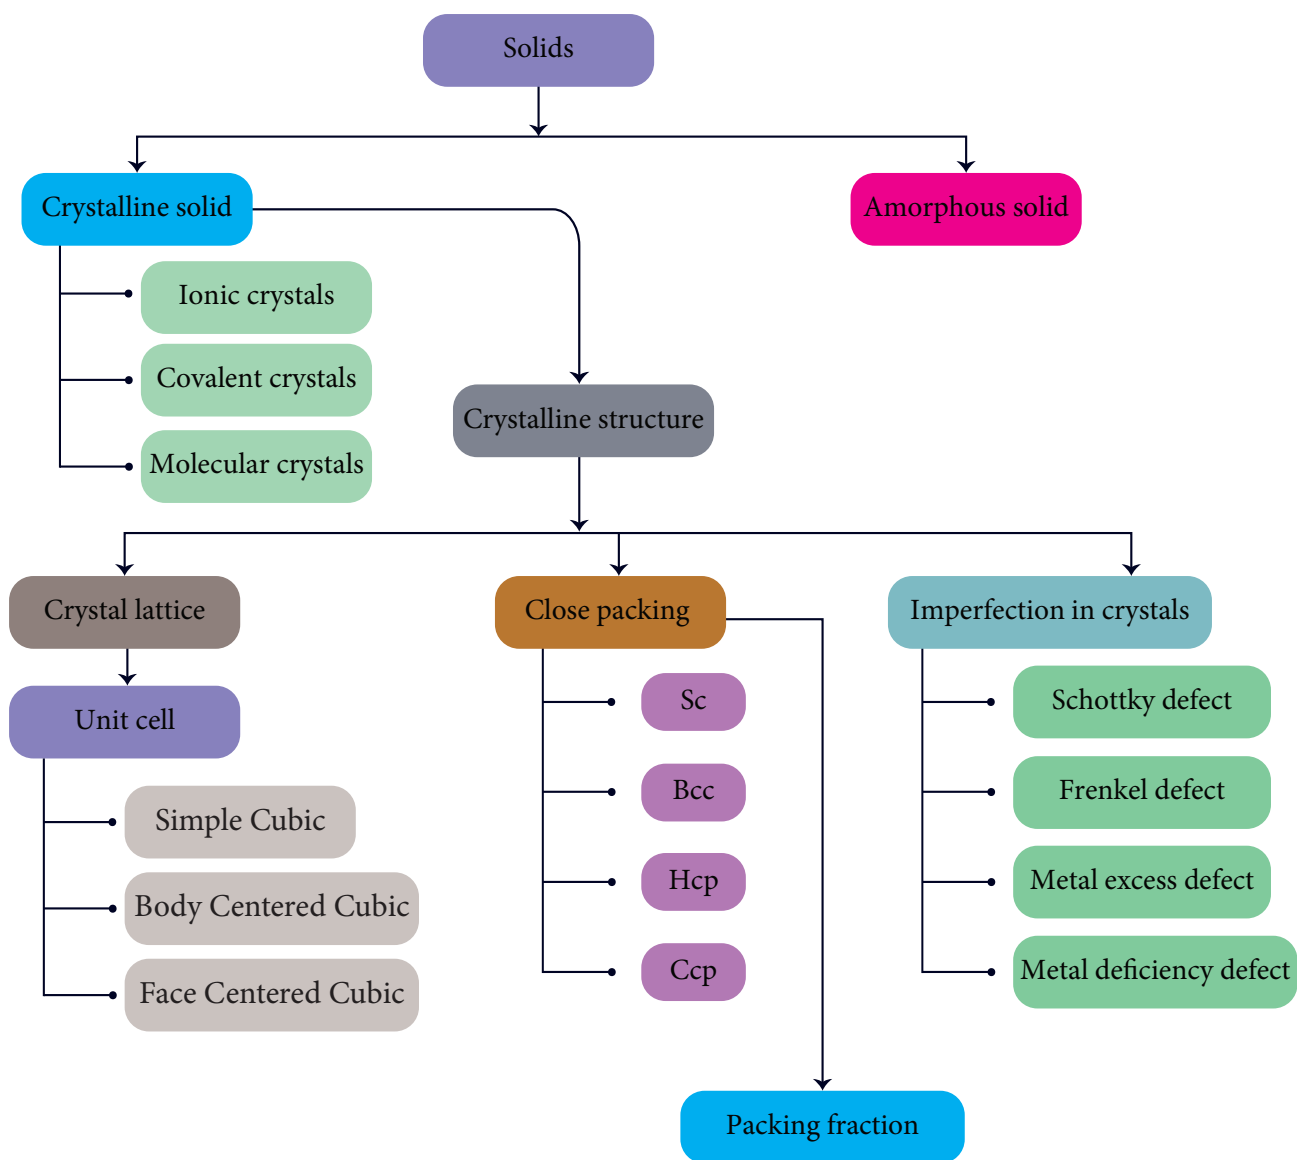 Solids
Crystalline solid
Amorphous solid
Ionic crystals
Covalent crystals
Molecular crystals
Crystalline structure
Crystal lattice
Close packing
Imperfection in crystals
Unit cell
Simple Cubic
Body Centered Cubic
Face Centered Cubic
Sc
Bcc
Hcp
Ccp
Schottky defect
Frenkel defect
Metal excess defect
Metal deficiency defect
Packing fraction